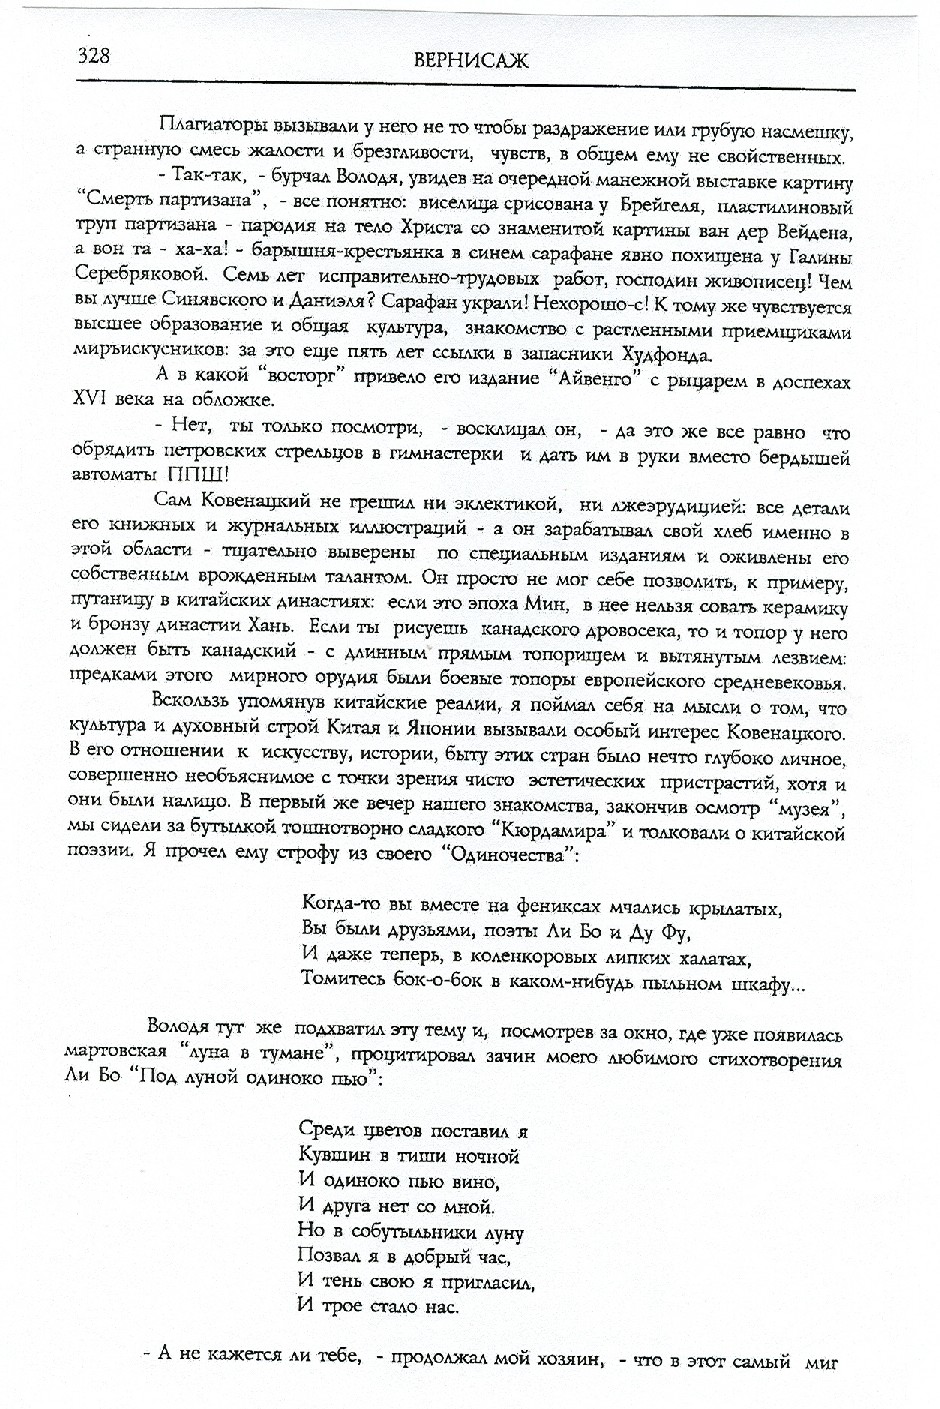 328
ВЕРНИСАЖ
Плагиаторы вызывали у него не то чтобы раздражение или грубую насмешку,
а странную смесь жалости и брезгливости, чувств, в общем ему не свойственных.
- Так-так, - бурчал Володя, увидев на очередной манежной выставке картину
“Смерть партизана”, - все понятно: виселица срисована у Брейгеля, пластилиновый
труп партизана - пародия на тело Христа со знаменитой картины ван дер Вейдена,
а вон та - ха-ха! - барышня-крестьянка в синем сарафане явно похищена у Галины
Серебряковой. Семь лет исправительно-трудовых работ, господин живописец! Чем
вы лучше Синявского и Даниэля? Сарафан украли! Нехорошо-с! К тому же чувствуется
высшее образование и общая культура, знакомство с растленными приемщиками
миръискусников: за это еще пять лет ссылки в запасники Худфонда.
А в какой “восторг” привело его издание “Айвенго” с рыцарем в доспехах
XVI века на обложке.
- Нет, ты только посмотри, - восклицал он, - да это же все равно что
обрядить петровских стрельцов в гимнастерки и дать им в руки вместо бердышей
автоматы ППШ!
Сам Ковенацкий не грешил ни эклектикой, ни лжеэрудицией: все детали
его книжных и журнальных иллюстраций - а он зарабатывал свой хлеб именно в
этой области - тщательно выверены по специальным изданиям и оживлены его
собственным врожденным талантом. Он просто не мог себе позволить, к примеру,
путаницу в китайских династиях: если это эпоха Мин, в нее нельзя совать керамику
и бронзу династии Хань. Если ты рисуешь канадского дровосека, то и топор у него
должен быть канадский - с длинным прямым топорищем и вытянутым лезвием:
предками этого мирного орудия были боевые топоры европейского средневековья.
Вскользь упомянув китайские реалии, я поймал себя на мысли о том, что
культура и духовный строй Китая и Японии вызывали особый интерес Ковенацкого.
В его отношении к искусству, истории, быту этих стран было нечто глубоко личное,
совершенно необъяснимое с точки зрения чисто эстетических пристрастий, хотя и
они были налицо. В первый же вечер нашего знакомства, закончив осмотр “музея”,
мы сидели за бутылкой тошнотворно сладкого “Кюрдамира” и толковали о китайской
поэзии. Я прочел ему строфу из своего “Одиночества”:
Когда-то вы вместе на фениксах мчались крылатых,
Вы были друзьями, поэты Ли Бо и Ду Фу,
И даже теперь, в коленкоровых липких халатах,
Томитесь бок-о-бок в каком-нибудь пыльном шкафу...
Володя тут же подхватил эту тему и, посмотрев за окно, где уже появилась
мартовская “луна в тумане”, процитировал зачин моего любимого стихотворения
Ли Бо “Под луной одиноко пью”:
Среди цветов поставил я
Кувшин в тиши ночной
И одиноко пью вино,
И друга нет со мной.
Но в собутыльники луну
Позвал я в добрый час,
И тень свою я пригласил,
И трое стало нас.
- А не кажется ли тебе, - продолжал мой хозяин, - что в этот самый миг